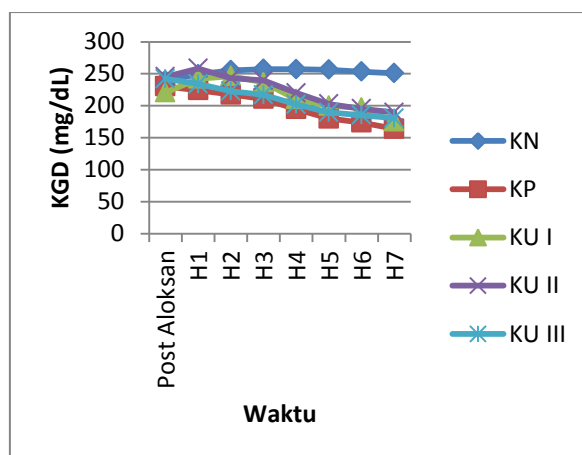 300
250
200
150
100
50
0
KGD (mg/dL)
Post Aloksan
H1
H2
H3
H4
H5
H6
H7
Waktu
KN
KP
KU I
KU II
KU III